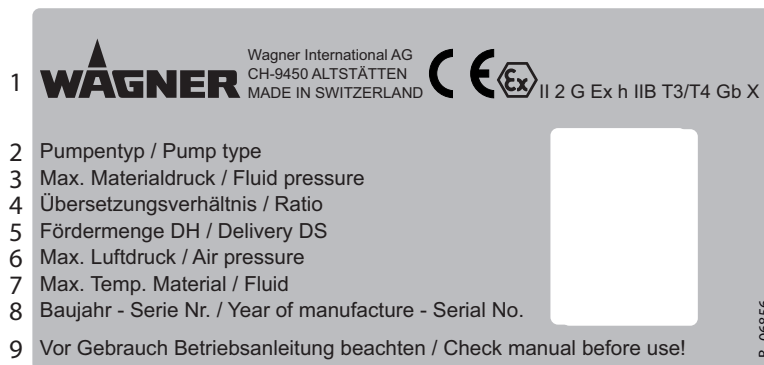 1 WAGNER Wagner International AG
CH-9450 ALTSTÄTTEN
MADE IN SWITZERLAND CE Ex II 2 G Ex h IIB T3/T4 Gb X
2 Pumpentyp / Pump type
3 Max. Materialdruck / Fluid pressure
4 Übersetzungsverhältnis / Ratio
5 Fördermenge DH / Delivery DS
6 Max. Luftdruck / Air pressure
7 Max. Temp. Material / Fluid
8 Baujahr - Serie Nr. / Year of manufacture - Serial No.
9 Vor Gebrauch Betriebsanleitung beachten / Check manual before use!